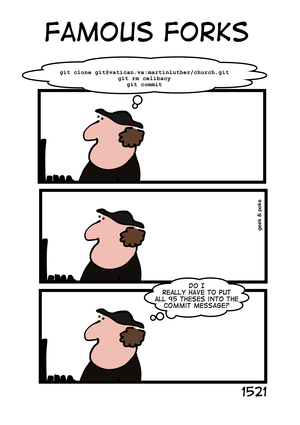 FAMOUS FORKS
git clone git@vatican.va:martinluther/church.git
git rm celibacy
git commit
geek & poke
DO I
REALLY HAVE TO PUT
ALL 95 THESES INTO THE
COMMIT MESSAGE?
1521